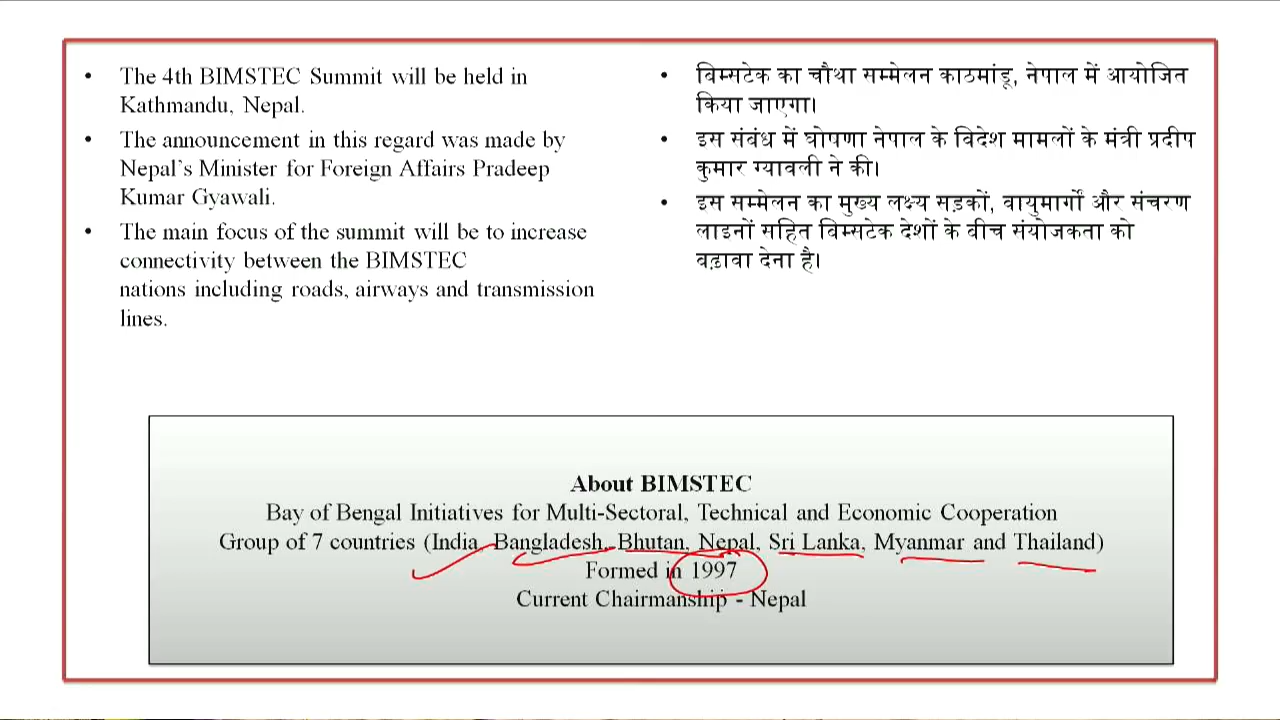 • The 4th BIMSTEC Summit will be held in
Kathmandu, Nepal.
• The announcement in this regard was made by
Nepal's Minister for Foreign Affairs Pradeep
Kumar Gyawali.
• The main focus of the summit will be to increase
connectivity between the BIMSTEC
nations including roads, airways and transmission
lines.
• बिम्सटेक का चौथा सम्मेलन काठमांडू, नेपाल में आयोजित
किया जाएगा।
• इस संबंध में घोषणा नेपाल के विदेश मामलों के मंत्री प्रदीप
कुमार ग्यावली ने की।
• इस सम्मेलन का मुख्य लक्ष्य सड़कों, वायुमार्गों और संचरण
लाइनों सहित बिम्सटेक देशों के बीच संयोजकता को
बढ़ावा देना है।
About BIMSTEC
Bay of Bengal Initiatives for Multi-Sectoral, Technical and Economic Cooperation
Group of 7 countries (India, Bangladesh, Bhutan, Nepal, Sri Lanka, Myanmar and Thailand)
Formed in 1997
Current Chairmanship - Nepal